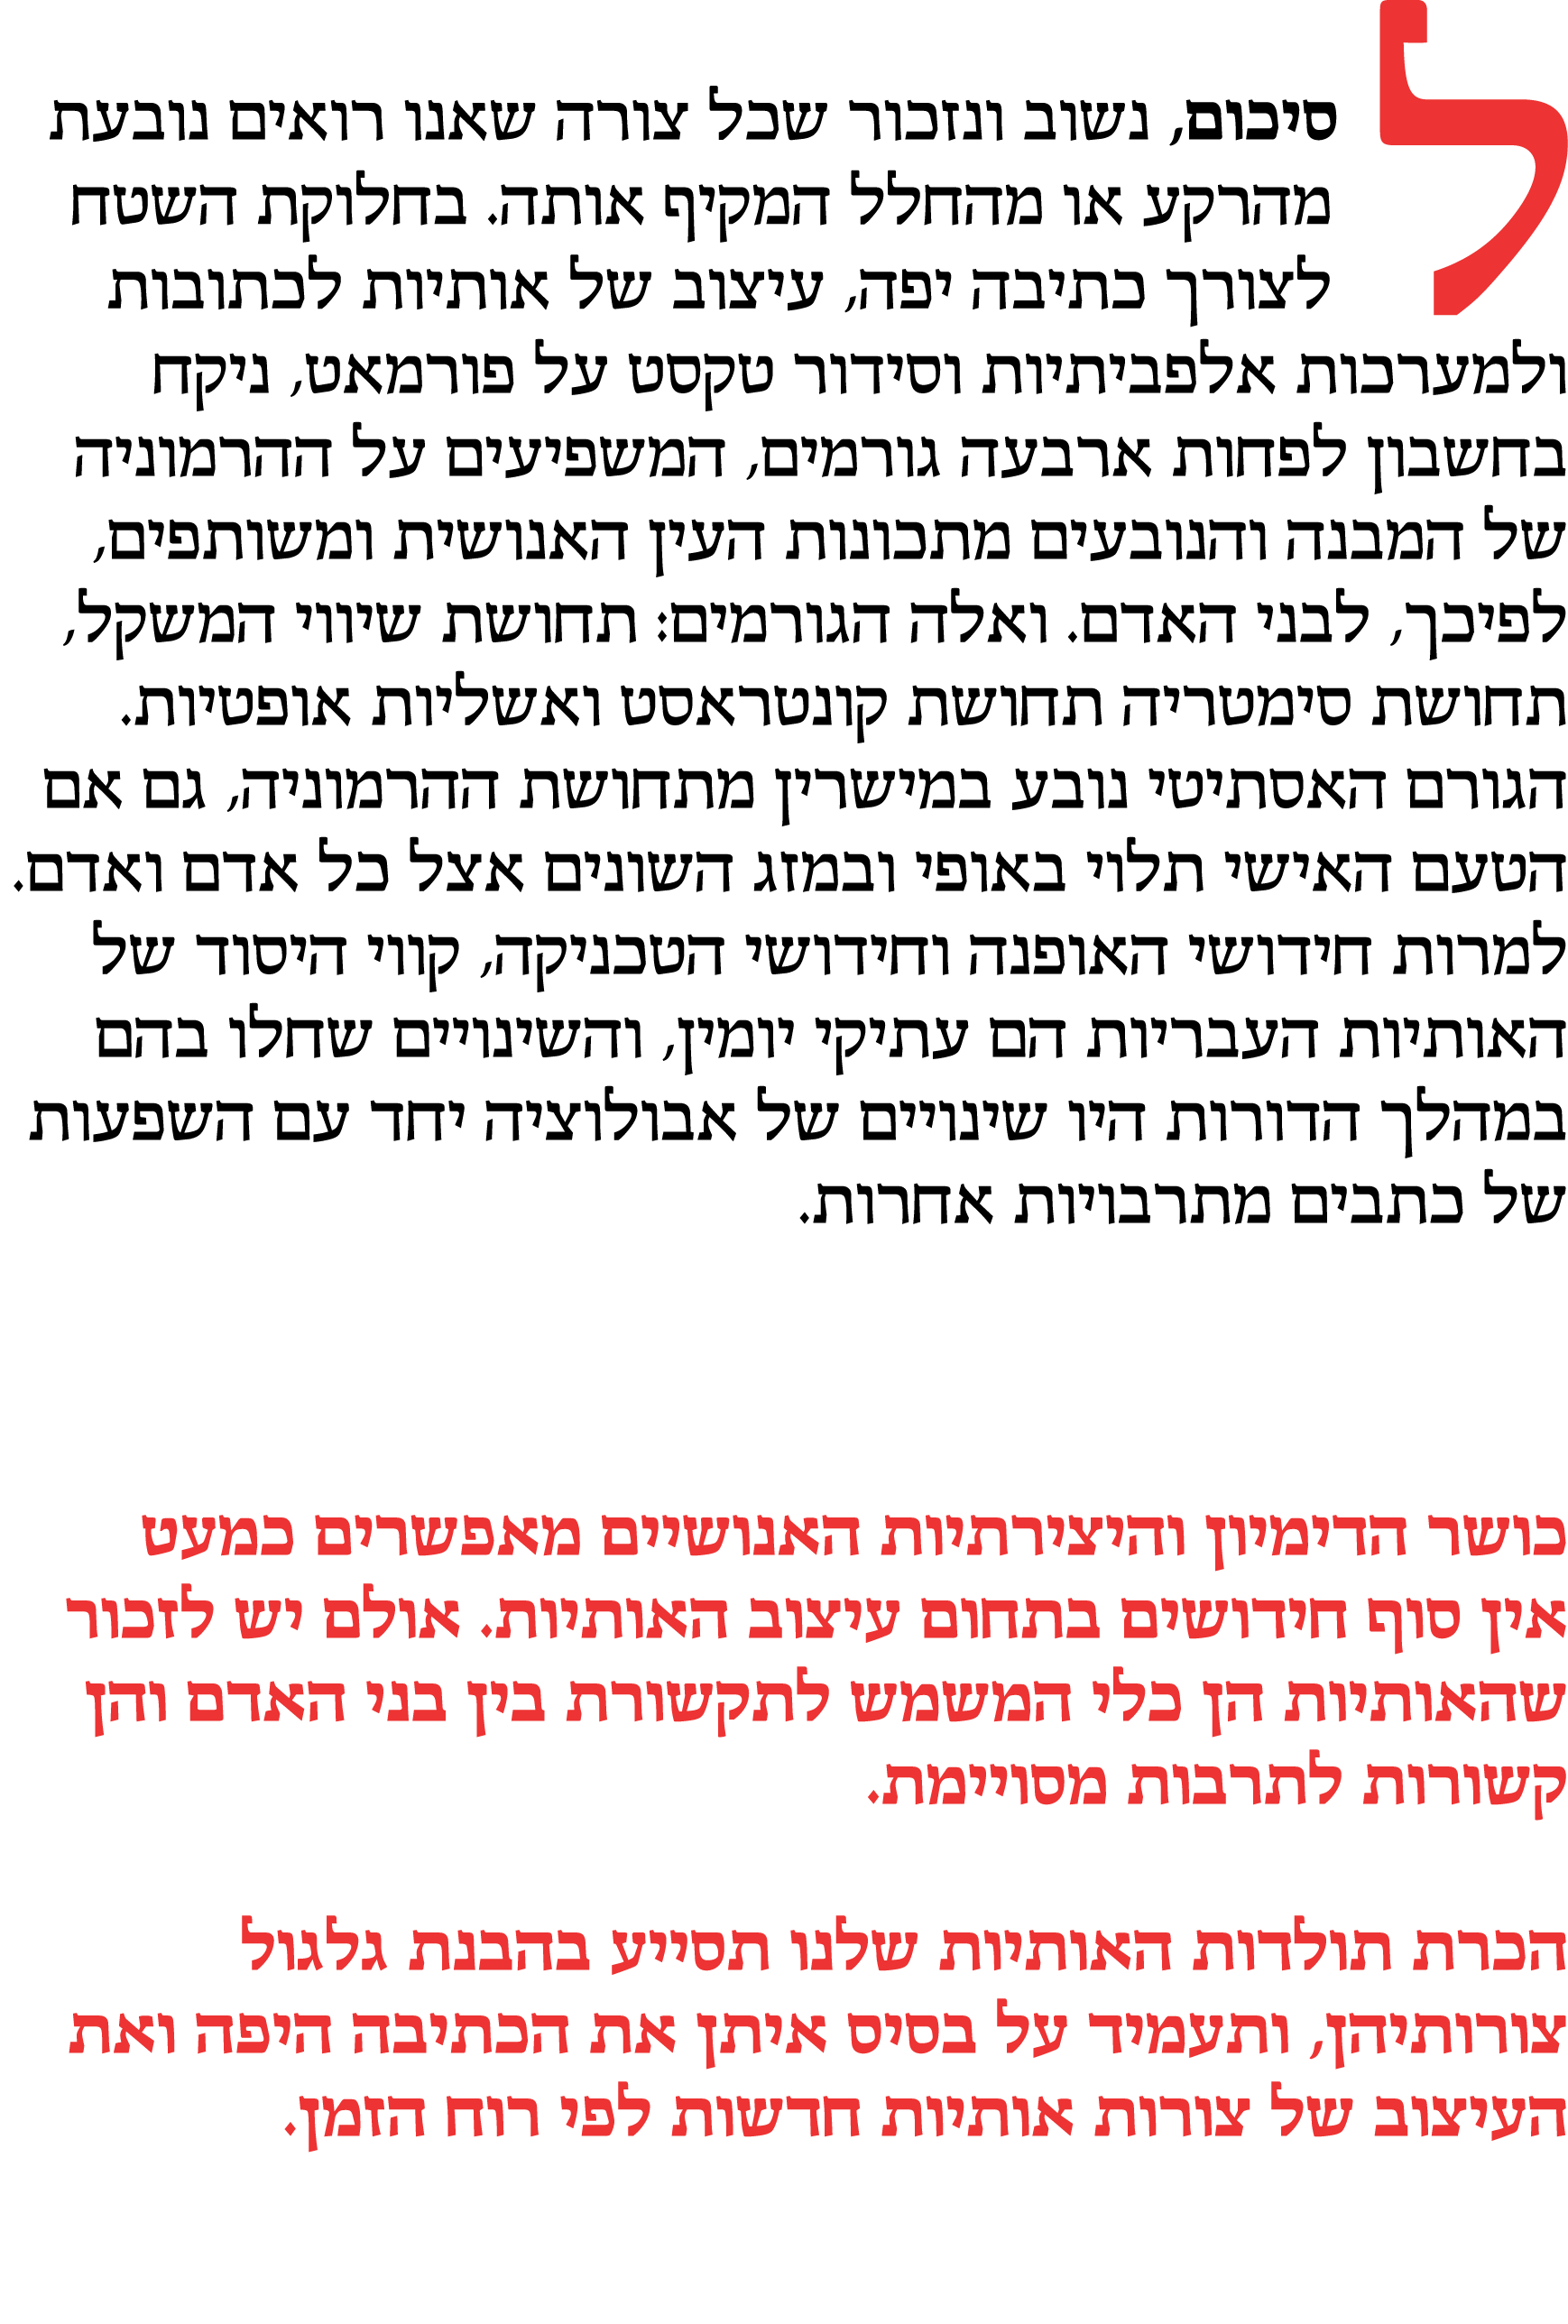 לסיכום, נשוב ונזכור שכל צורה שאנו רואים נובעת
מהרקע או מהחלל המקיף אותה. בחלוקת השטח
לצורך כתיבה יפה, עיצוב של אותיות לכתובות
ולמערכות אלפביתיות וסידור טקסט על פורמאט, ניקח
בחשבון לפחות ארבעה גורמים, המשפיעים על ההרמוניה
של המבנה והנובעים מתכונות העין האנושית ומשותפים,
לפיכך, לבני האדם. ואלה הגורמים: תחושת שיווי המשקל,
תחושת סימטריה תחושת קונטראסט ואשליות אופטיות.
הגורם האסתיטי נובע במישרין מתחושת ההרמוניה, גם אם
הטעם האישי תלוי באופי ובמזג השונים אצל כל אדם ואדם.
למרות חידושי האופנה וחידושי הטכניקה, קווי היסוד של
האותיות העבריות הם עתיקי יומין, והשינויים שחלו בהם
במהלך הדורות היו שינויים של אבולוציה יחד עם השפעות
של כתבים מתרבויות אחרות.
כושר הדימיון והיצירתיות האנושיים מאפשרים כמעט
אין סוף חידושים בתחום עיצוב האותיות. אולם יש לזכור
שהאותיות הן כלי המשמש לתקשורת בין בני האדם והן
קשורות לתרבות מסויימת.
הכרת תולדות האותיות שלנו תסייע בהבנת גלגול
צורותיהן, ותעמיד על בסיס איתן את הכתיבה היפה ואת
העיצוב של צורות אותיות חדשות לפי רוח הזמן.